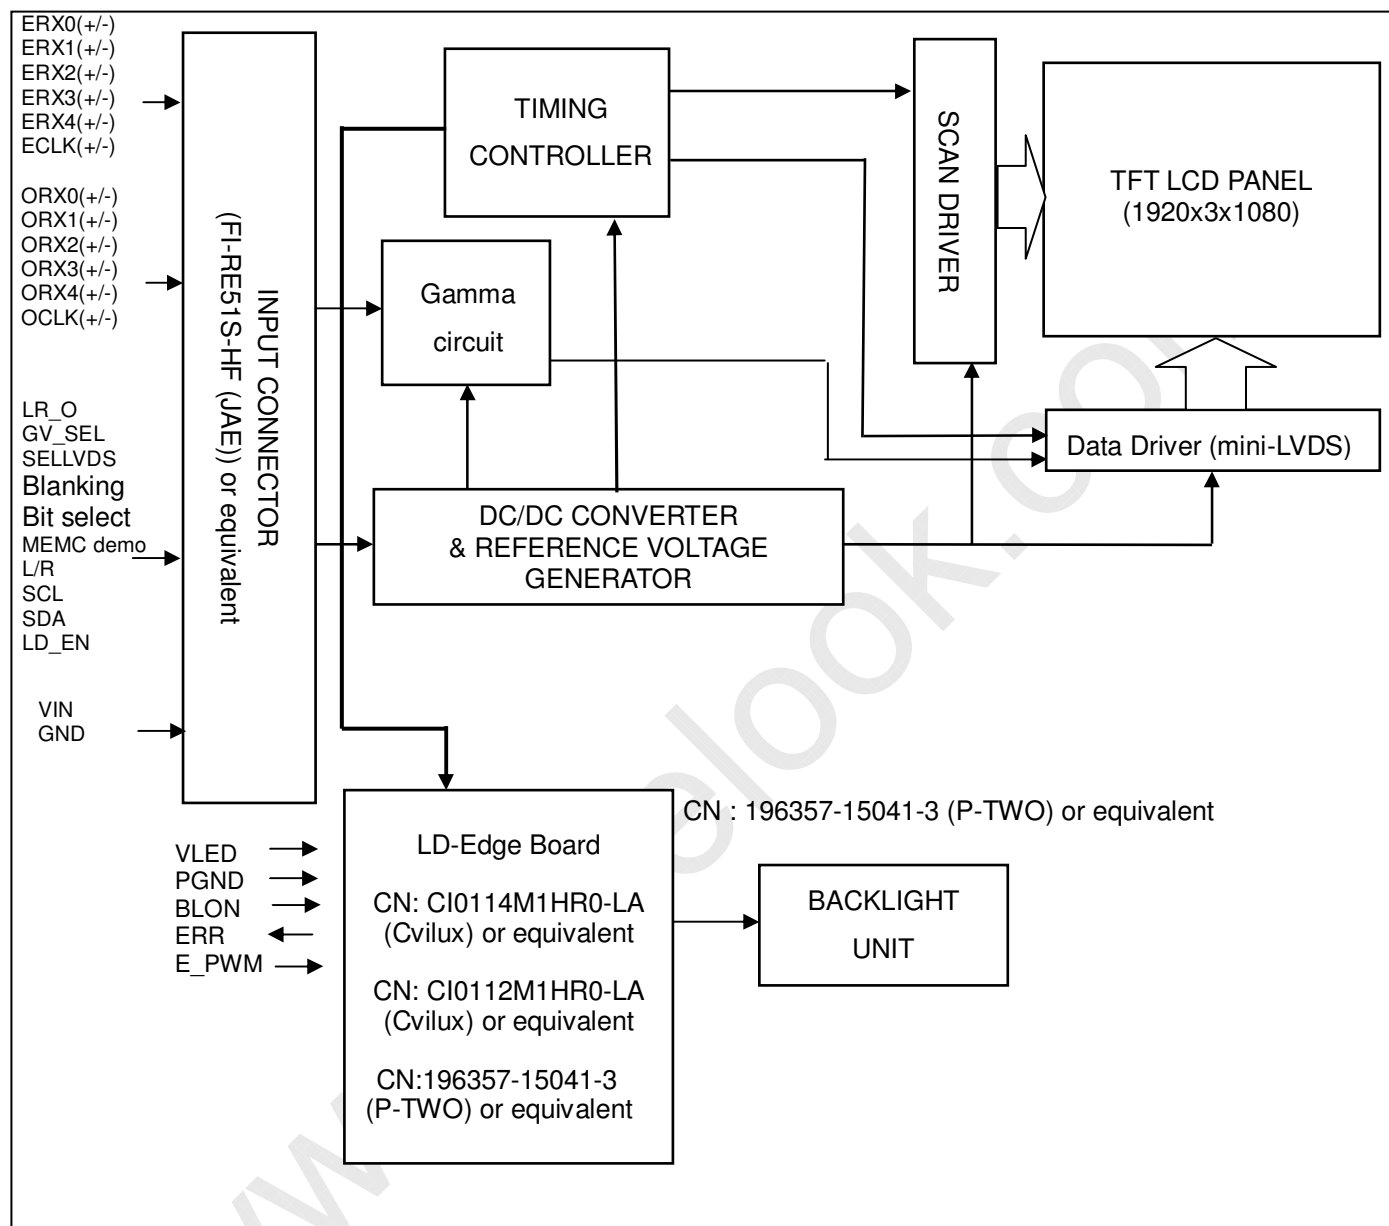 ERX0(+/-)
ERX1(+/-)
ERX2(+/-)
ERX3(+/-)
ERX4(+/-)
ECLK(+/-)
ORX0(+/-)
ORX1(+/-)
ORX2(+/-)
ORX3(+/-)
ORX4(+/-)
OCLK(+/-)
LR_O
GV_SEL
SELLVDS
Blanking
Bit select
MEMC demo
L/R
SCL
SDA
LD_EN
VIN
GND
INPUT CONNECTOR
(FI-RE51S-HF (JAE)) or equivalent
TIMING
CONTROLLER
Gamma
circuit
DC/DC CONVERTER
& REFERENCE VOLTAGE
GENERATOR
SCAN DRIVER
TFT LCD PANEL
(1920x3x1080)
Data Driver (mini-LVDS)
VLED
PGND
BLON
ERR
E_PWM
LD-Edge Board
CN: CI0114M1HR0-LA
(Cvilux) or equivalent
CN: CI0112M1HR0-LA
(Cvilux) or equivalent
CN:196357-15041-3
(P-TWO) or equivalent
CN : 196357-15041-3 (P-TWO) or equivalent
BACKLIGHT
UNIT